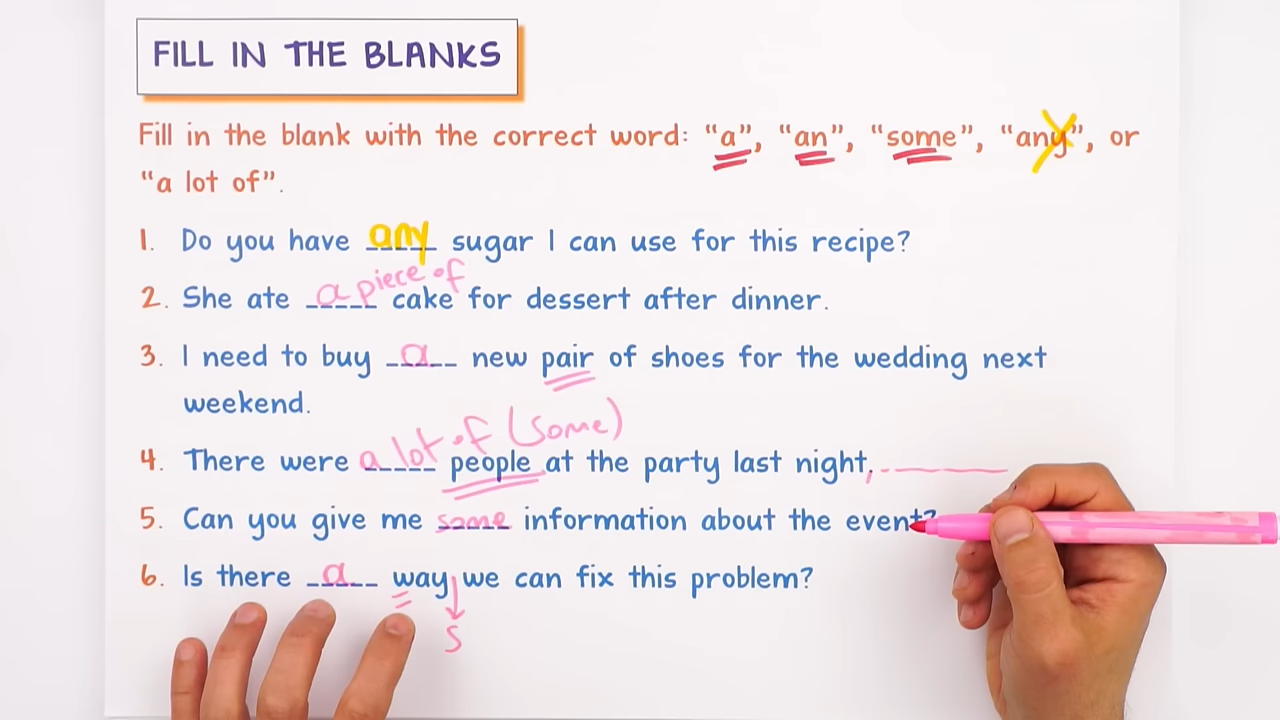 FILL IN THE BLANKS
Fill in the blank with the correct word: "a", "an", "some", "any", or
"a lot of".
1. Do you have any sugar I can use for this recipe?
2. She ate a piece of cake for dessert after dinner.
3. I need to buy a new pair of shoes for the wedding next
weekend.
4. There were a lot of (some) people at the party last night,
5. Can you give me some information about the event?
6. Is there a way we can fix this problem?
s